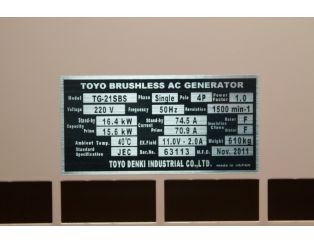 TOYO BRUSHLESS AC GENERATOR
Model TG-21SBS Phase Single Pole 4P Power Factor 1.0
Voltage 220 V Frequency 50Hz Revolution 1500 min-1
Capacity Stand-by 16.4 kW Current Stand-by 74.5 A Insulation Class F
Prime 15.6 kW Prime 70.9 A F
Ambient Temp. 40℃ EX.Field 11.0V- 2.0A Weight 610kg
Standard Specification JEC Ser.No. 63113 M.F.D. Nov. 2011
TOYO DENKI INDUSTRIAL CO.,LTD. MADE IN JAPAN